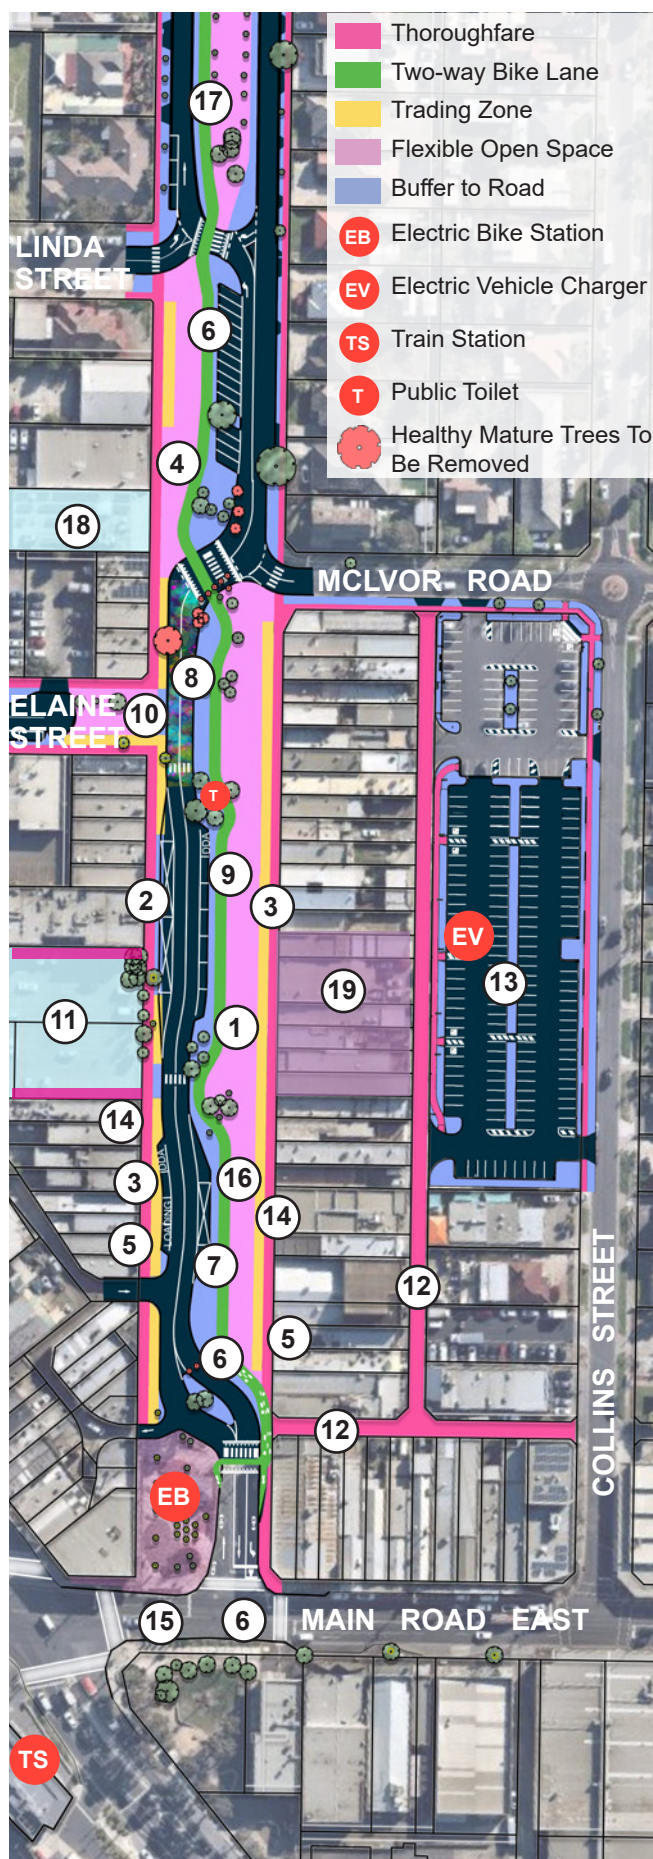 Thoroughfare
Two-way Bike Lane
Trading Zone
Flexible Open Space
Buffer to Road
EB Electric Bike Station
EV Electric Vehicle Charger
TS Train Station
T Public Toilet
Healthy Mature Trees To
Be Removed
17
LINDA
STREET
6
4
18
MCLVOR ROAD
8
ELAINE
STREET
10
T
DDA
9
2
3
EV
13
19
11
1
14
3
DDA
16
14
LOADING
5
7
12
5
6
12
COLLINS STREET
EB
15
6
MAIN ROAD EAST
TS